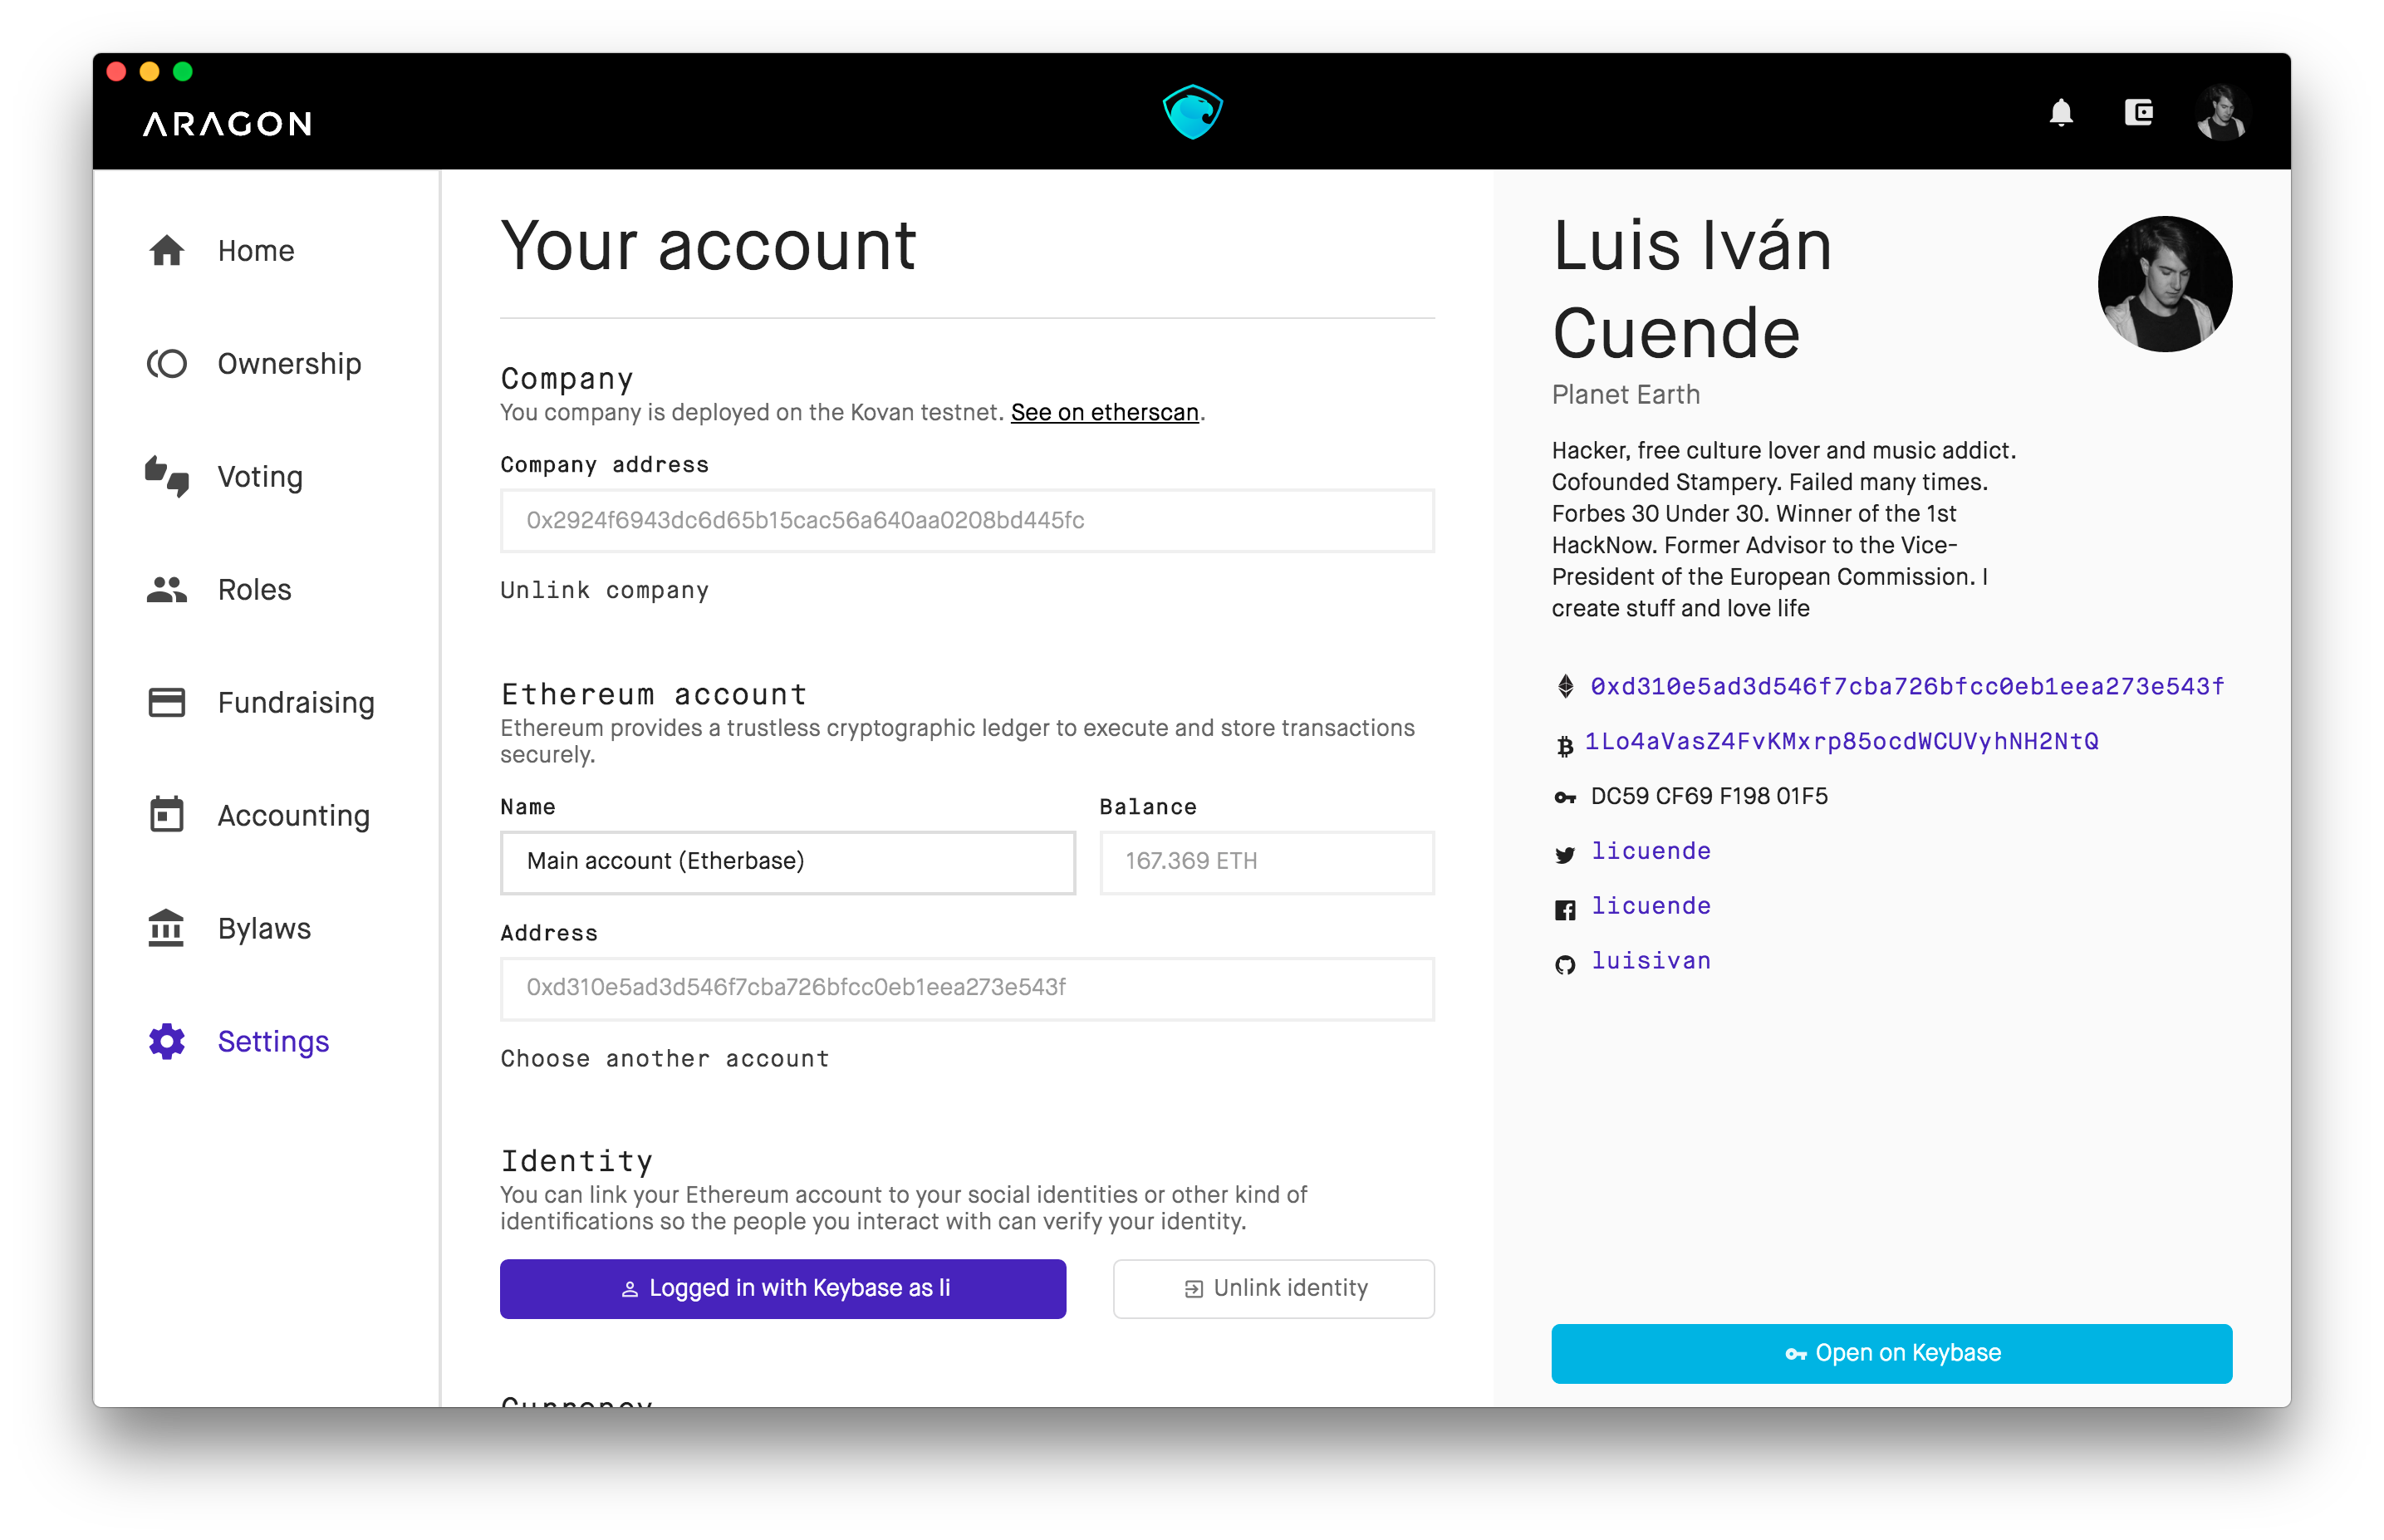 ARAGON
Home
Ownership
Voting
Roles
Fundraising
Accounting
Bylaws
Settings
Your account
Company
You company is deployed on the Kovan testnet. See on etherscan.
Company address
0x2924f6943dc6d65b15cac56a640aa0208bd445fc
Unlink company
Ethereum account
Ethereum provides a trustless cryptographic ledger to execute and store transactions
securely.
Name
Balance
Main account (Etherbase)
167.369 ETH
Address
0xd310e5ad3d546f7cba726bfcc0eb1eea273e543f
Choose another account
Identity
You can link your Ethereum account to your social identities or other kind of
identifications so the people you interact with can verify your identity.
Logged in with Keybase as li
Unlink identity
Currency
Luis Iván
Cuende
Planet Earth
Hacker, free culture lover and music addict.
Cofounded Stampery. Failed many times.
Forbes 30 Under 30. Winner of the 1st
HackNow. Former Advisor to the Vice-
President of the European Commission. I
create stuff and love life
0xd310e5ad3d546f7cba726bfcc0eb1eea273e543f
1Lo4aVasZ4FvKMxrp85ocdWCUVyhNH2NtQ
DC59 CF69 F198 01F5
licuende
licuende
luisivan
Open on Keybase